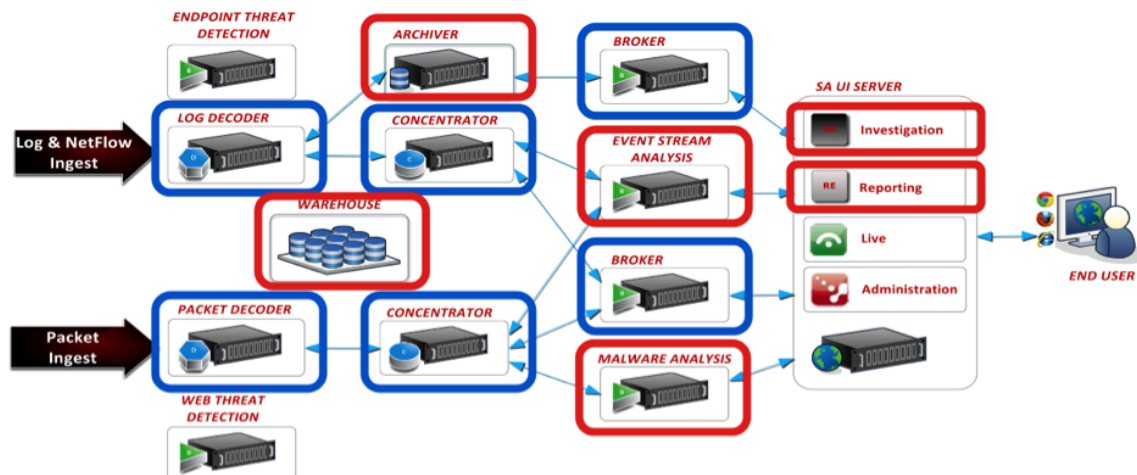 ENDPOINT THREAT
DETECTION
ARCHIVER
BROKER
SA UI SERVER
LOG DECODER
CONCENTRATOR
Log & NetFlow
Ingest
D
C
EVENT STREAM
ANALYSIS
Investigation
RE
Reporting
WAREHOUSE
Live
BROKER
END USER
Administration
PACKET DECODER
CONCENTRATOR
Packet
Ingest
D
C
MALWARE ANALYSIS
WEB THREAT
DETECTION